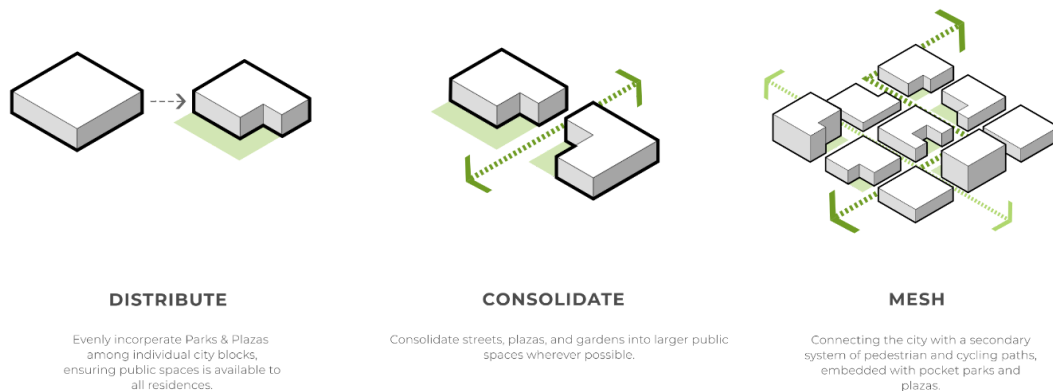 DISTRIBUTE
Evenly incorperate Parks & Plazas
among individual city blocks,
ensuring public spaces is available to
all residences.
CONSOLIDATE
Consolidate streets, plazas, and gardens into larger public
spaces wherever possible.
MESH
Connecting the city with a secondary
system of pedestrian and cycling paths,
embedded with pocket parks and
plazas.